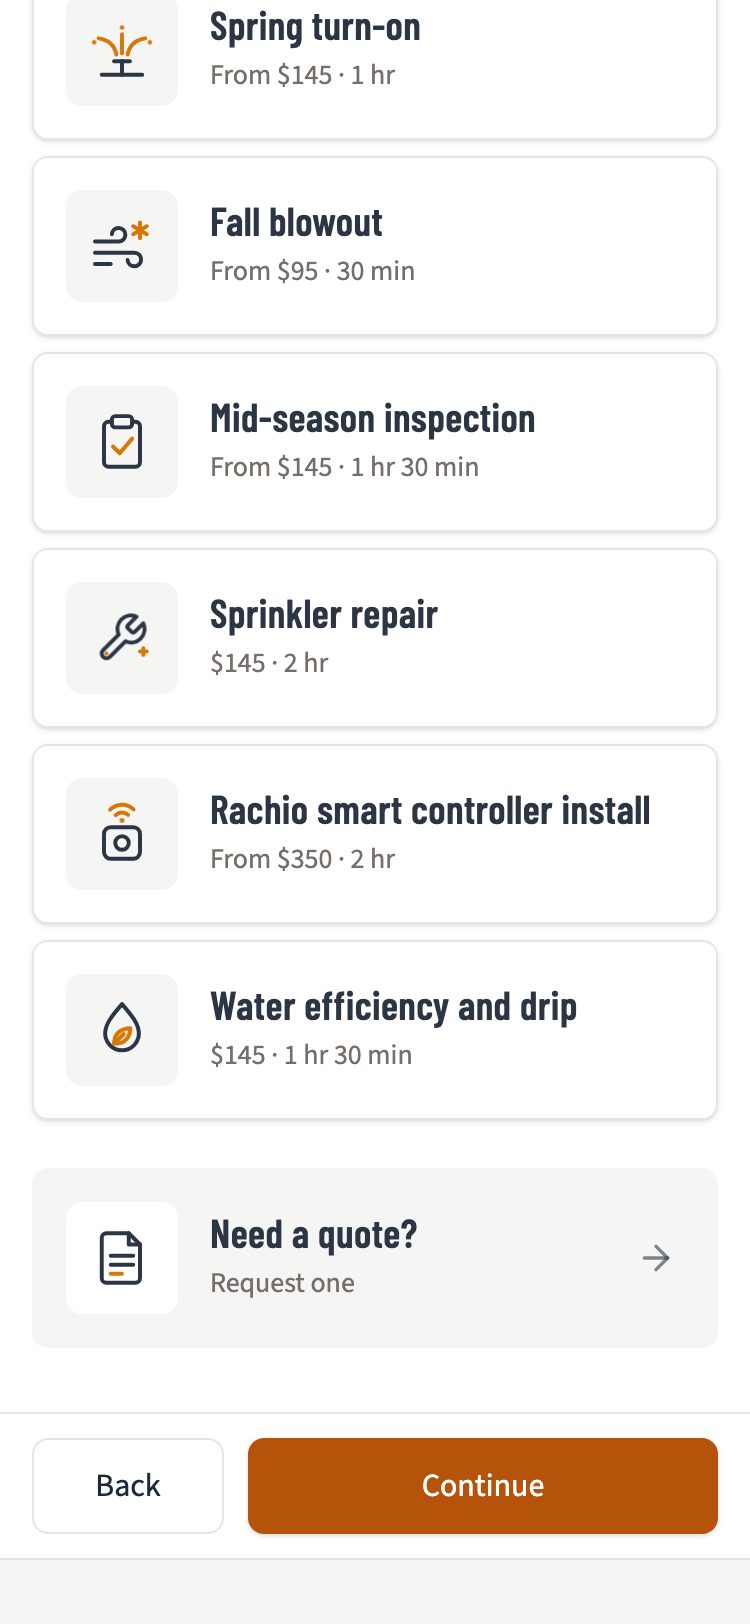 Spring turn-on
From $145 · 1 hr
Fall blowout
From $95 · 30 min
Mid-season inspection
From $145 · 1 hr 30 min
Sprinkler repair
$145 · 2 hr
Rachio smart controller install
From $350 · 2 hr
Water efficiency and drip
$145 · 1 hr 30 min
Need a quote?
Request one
Back
Continue